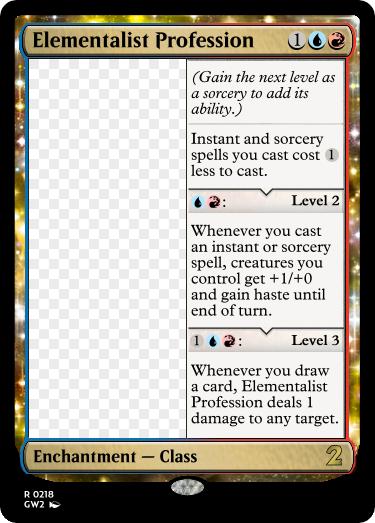 Elementalist Profession 1
(Gain the next level as
a sorcery to add its
ability.)
Instant and sorcery
spells you cast cost 1
less to cast.
: Level 2
Whenever you cast
an instant or sorcery
spell, creatures you
control get +1/+0
and gain haste until
end of turn.
1 : Level 3
Whenever you draw
a card, Elementalist
Profession deals 1
damage to any target.
Enchantment — Class 2
R 0218
GW2